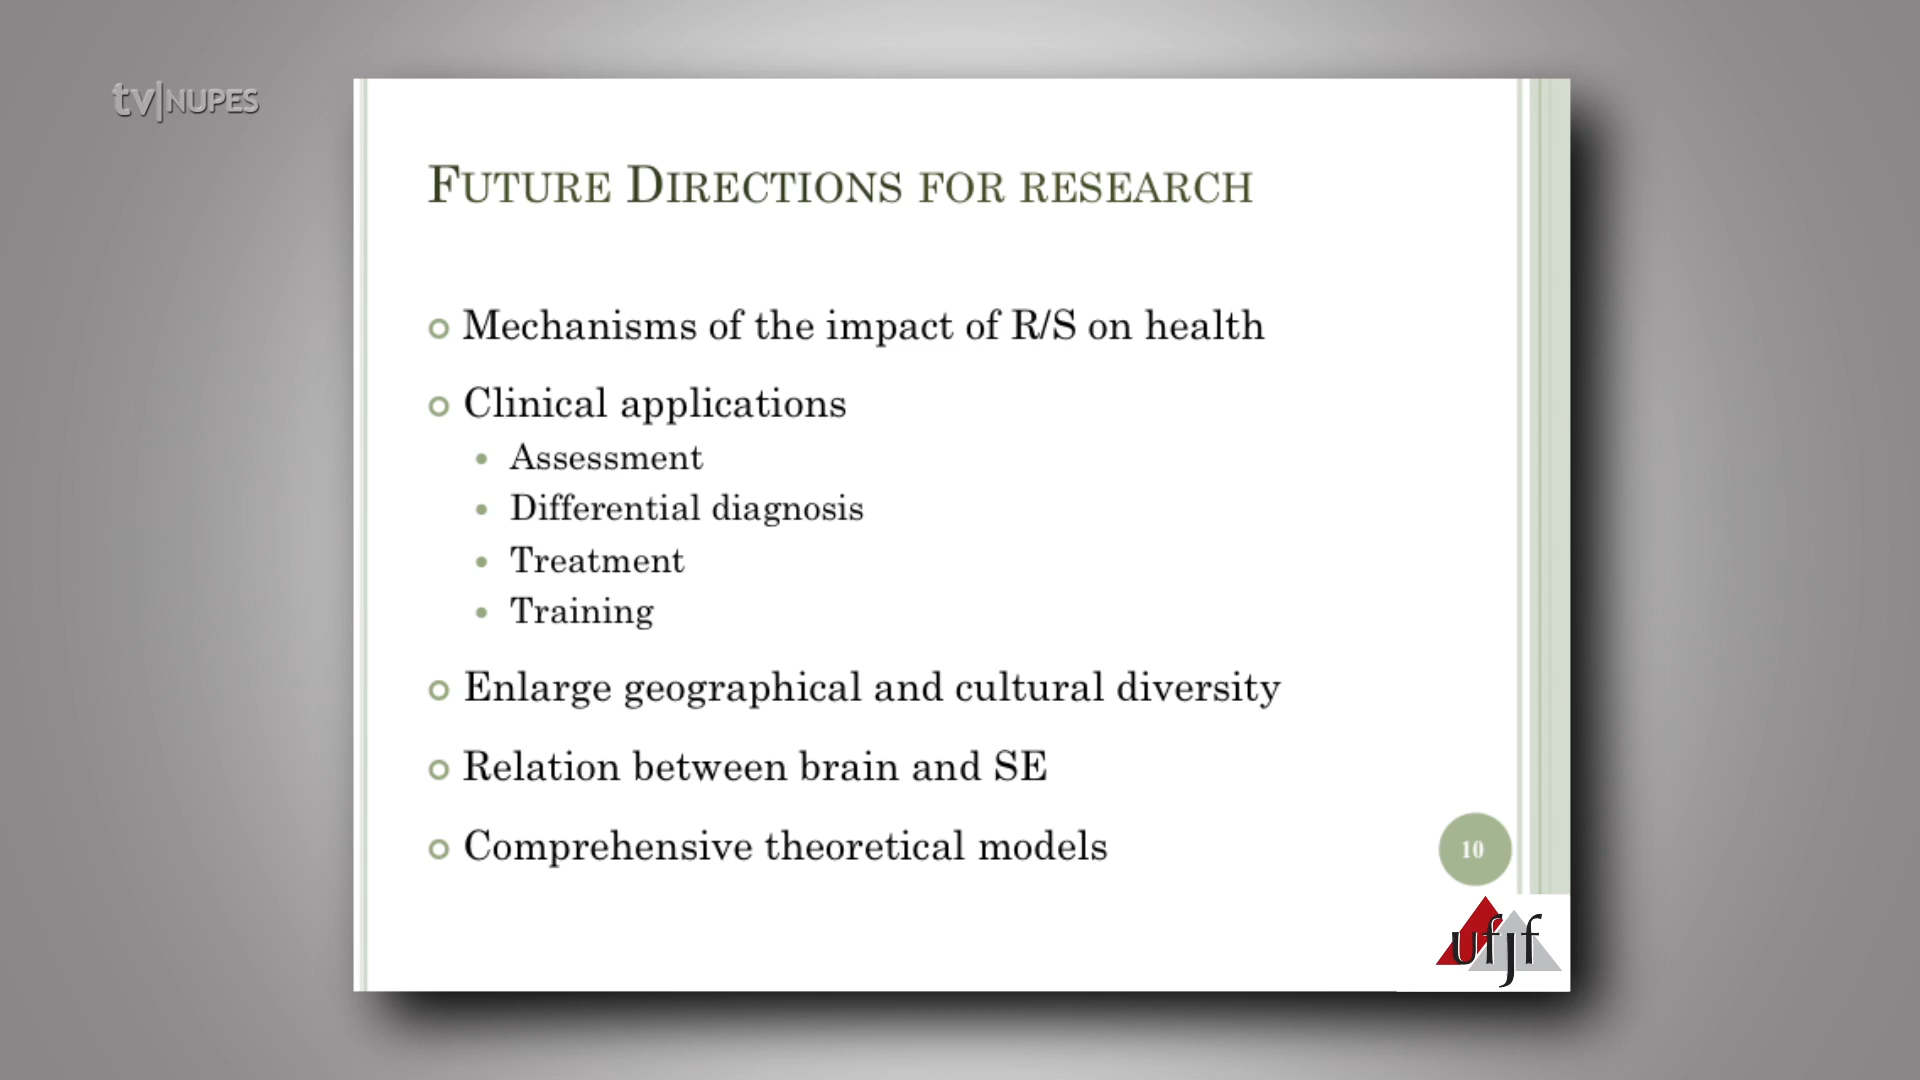 tv|NUPES
FUTURE DIRECTIONS FOR RESEARCH
Mechanisms of the impact of R/S on health
Clinical applications
Assessment
Differential diagnosis
Treatment
Training
Enlarge geographical and cultural diversity
Relation between brain and SE
Comprehensive theoretical models
10
ufjf